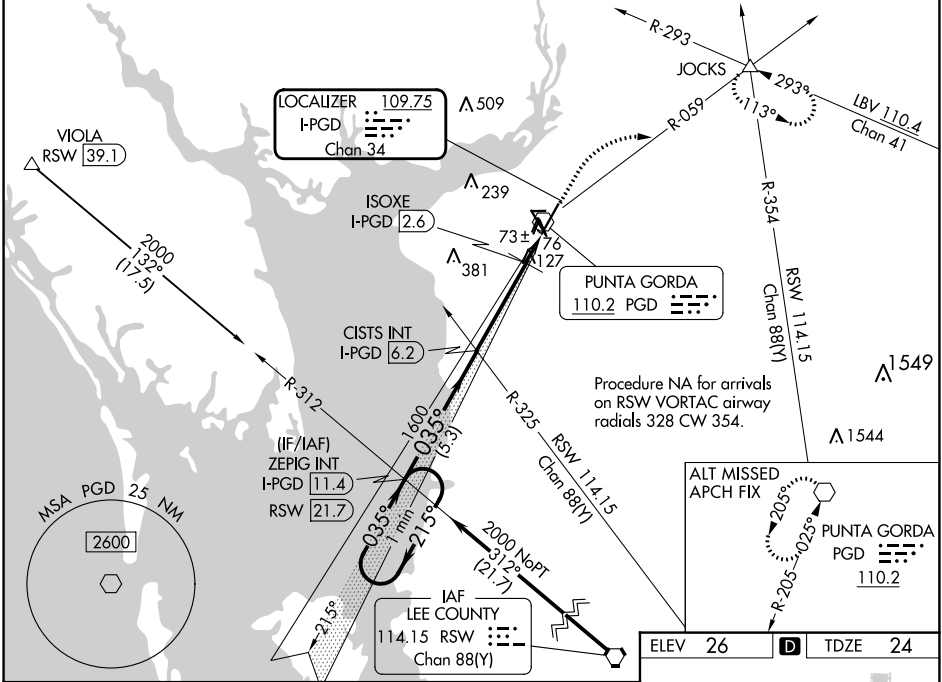 R-293
JOCKS
293°
113°
LBV 110.4
Chan 41
R-059
LOCALIZER 109.75
I-PGD
Chan 34
509
VIOLA
RSW 39.1
239
ISOXE
I-PGD 2.6
73± 76
127
381
PUNTA GORDA
110.2 PGD
R-354
RSW 114.15
Chan 88(Y)
2000
132°
(17.5)
CISTS INT
I-PGD 6.2
1549
Procedure NA for arrivals
on RSW VORTAC airway
radials 328 CW 354.
R-312
R-325
RSW 114.15
Chan 88(Y)
1600
035°
(5.3)
1544
(IF/IAF)
ZEPIG INT
I-PGD 11.4
RSW 21.7
035°
1 min
215°
2000 NoPT
312°
(21.7)
215°
MSA PGD 25 NM
2600
ALT MISSED
APCH FIX
205°
025°
R-205
PUNTA GORDA
PGD
110.2
IAF
LEE COUNTY
114.15 RSW
Chan 88(Y)
ELEV 26 D TDZE 24